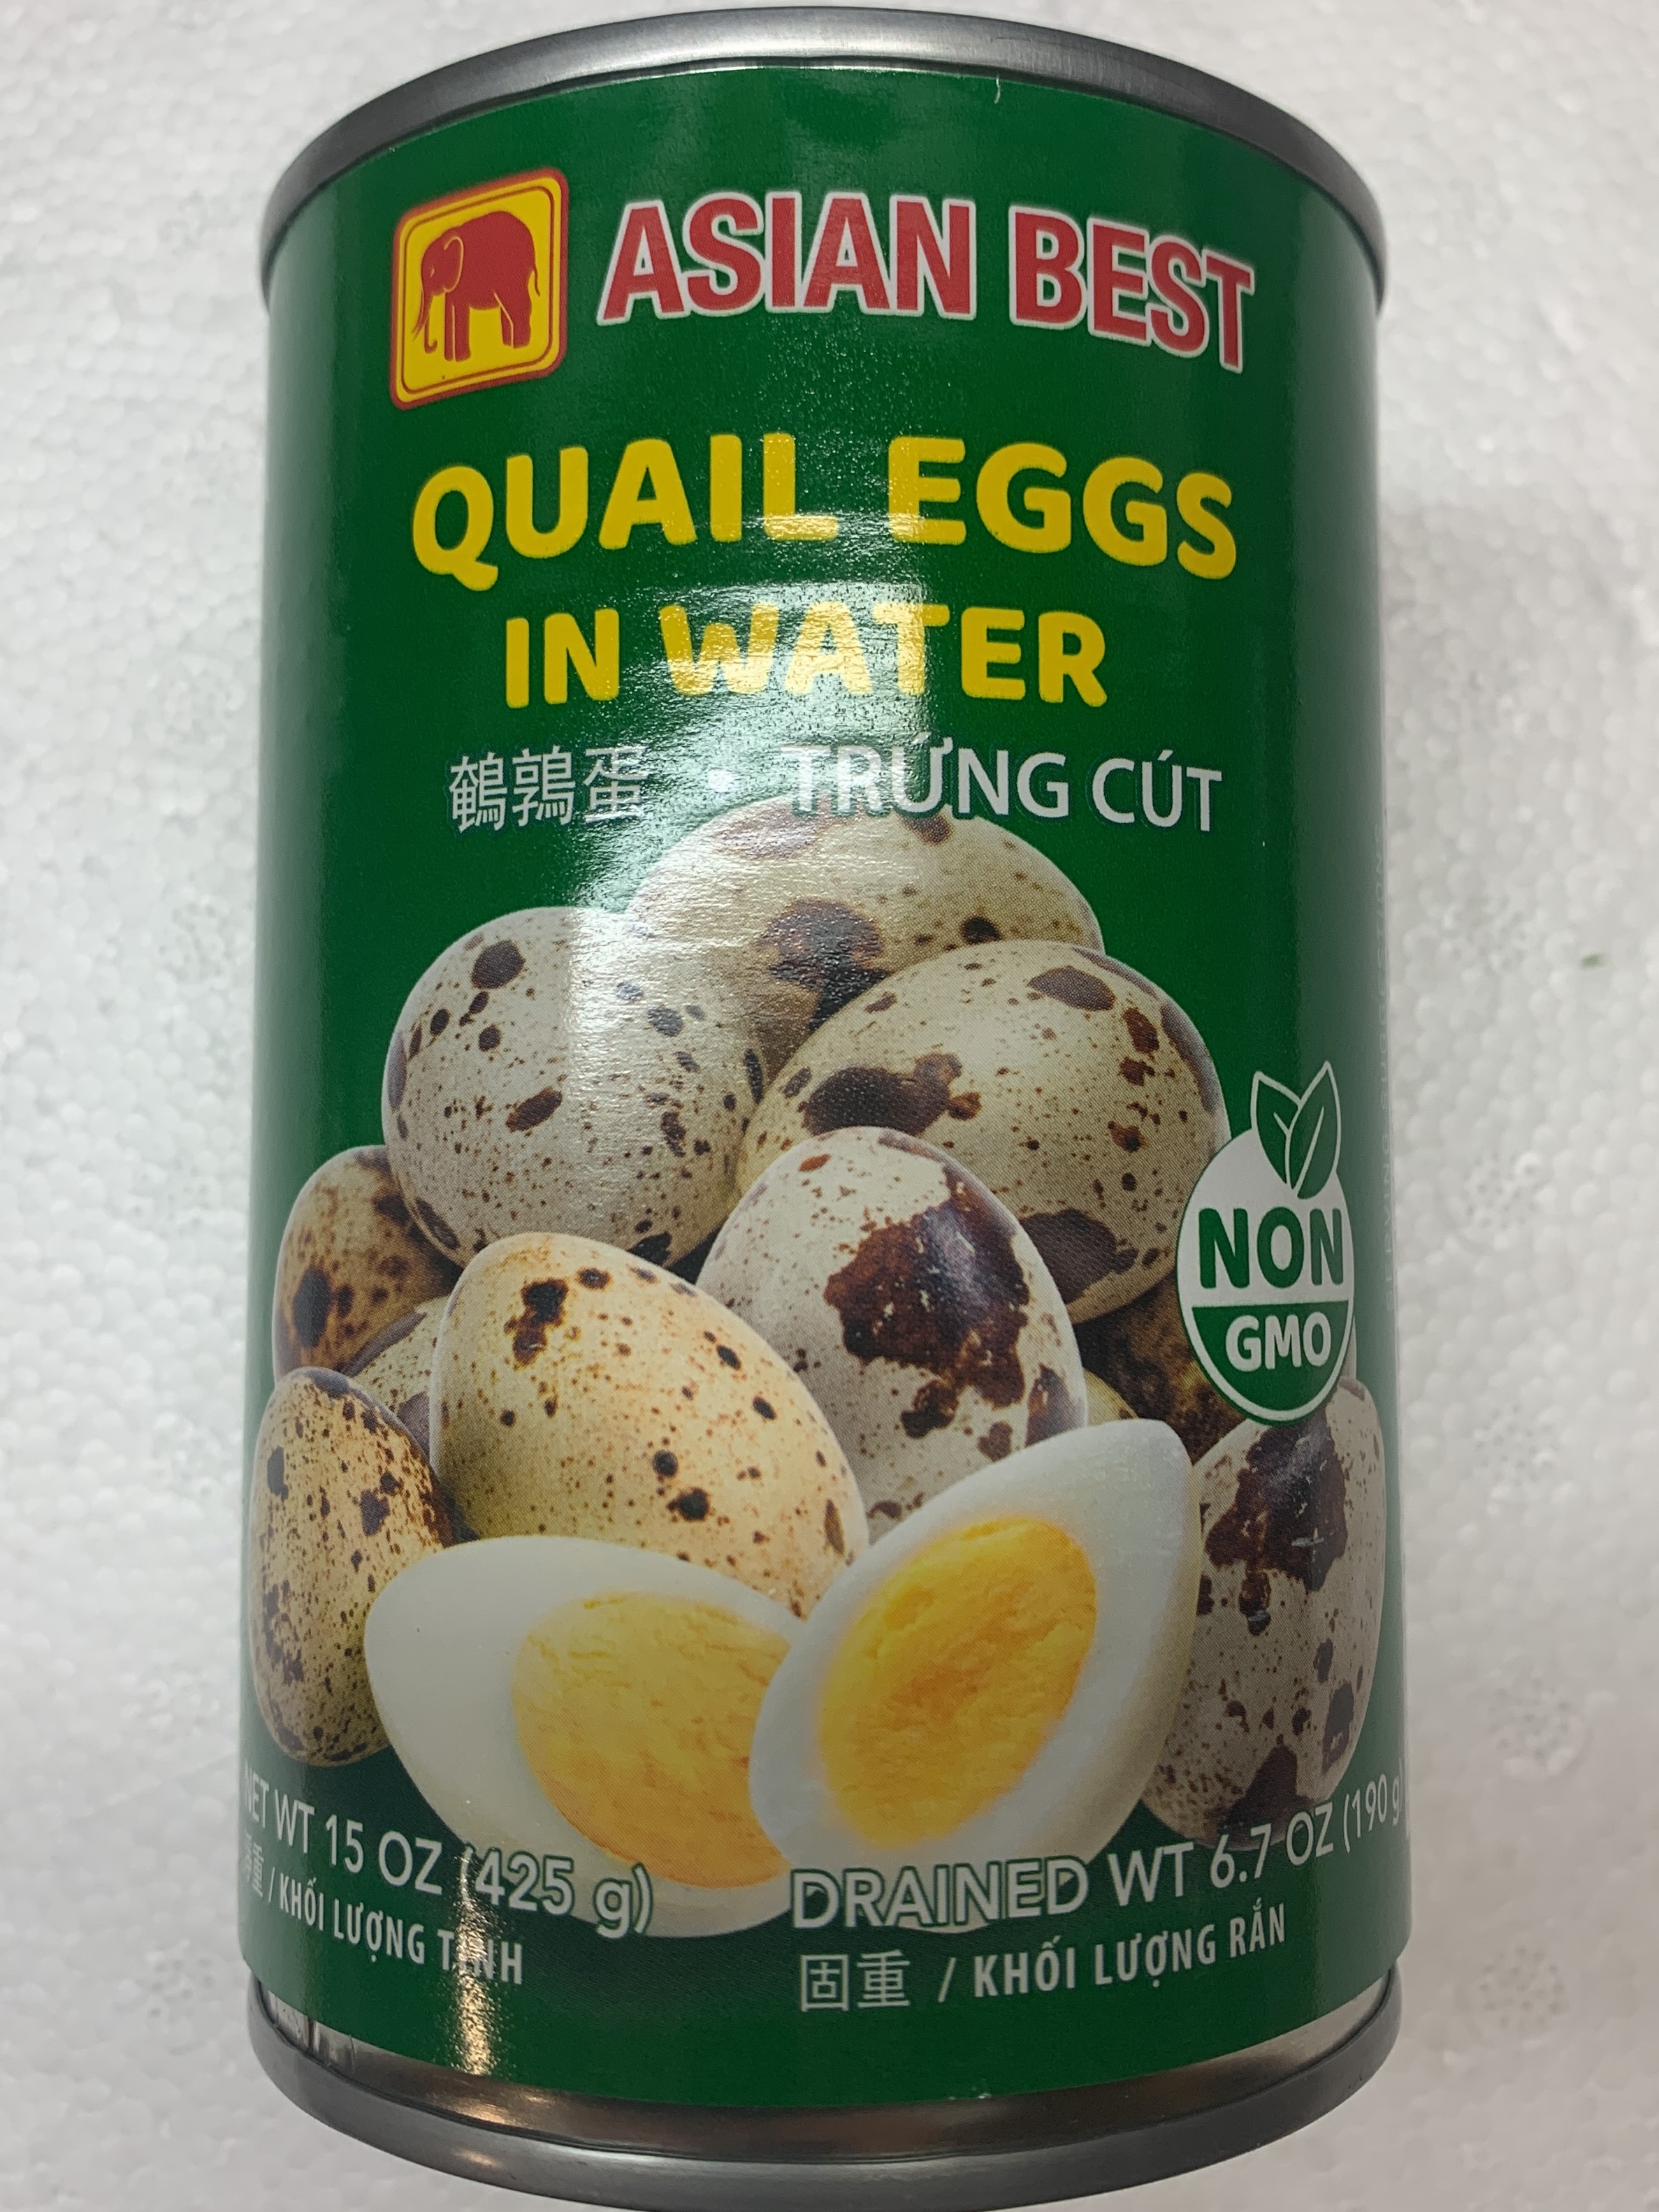 ASIAN BEST
QUAIL EGGS
IN WATER
鵪鶉蛋 • TRỨNG CÚT
NON
GMO
NET WT 15 OZ (425 g)
重 / KHỐI LƯỢNG TỊNH
DRAINED WT 6.7 OZ (190 g)
固重 / KHỐI LƯỢNG RẮN